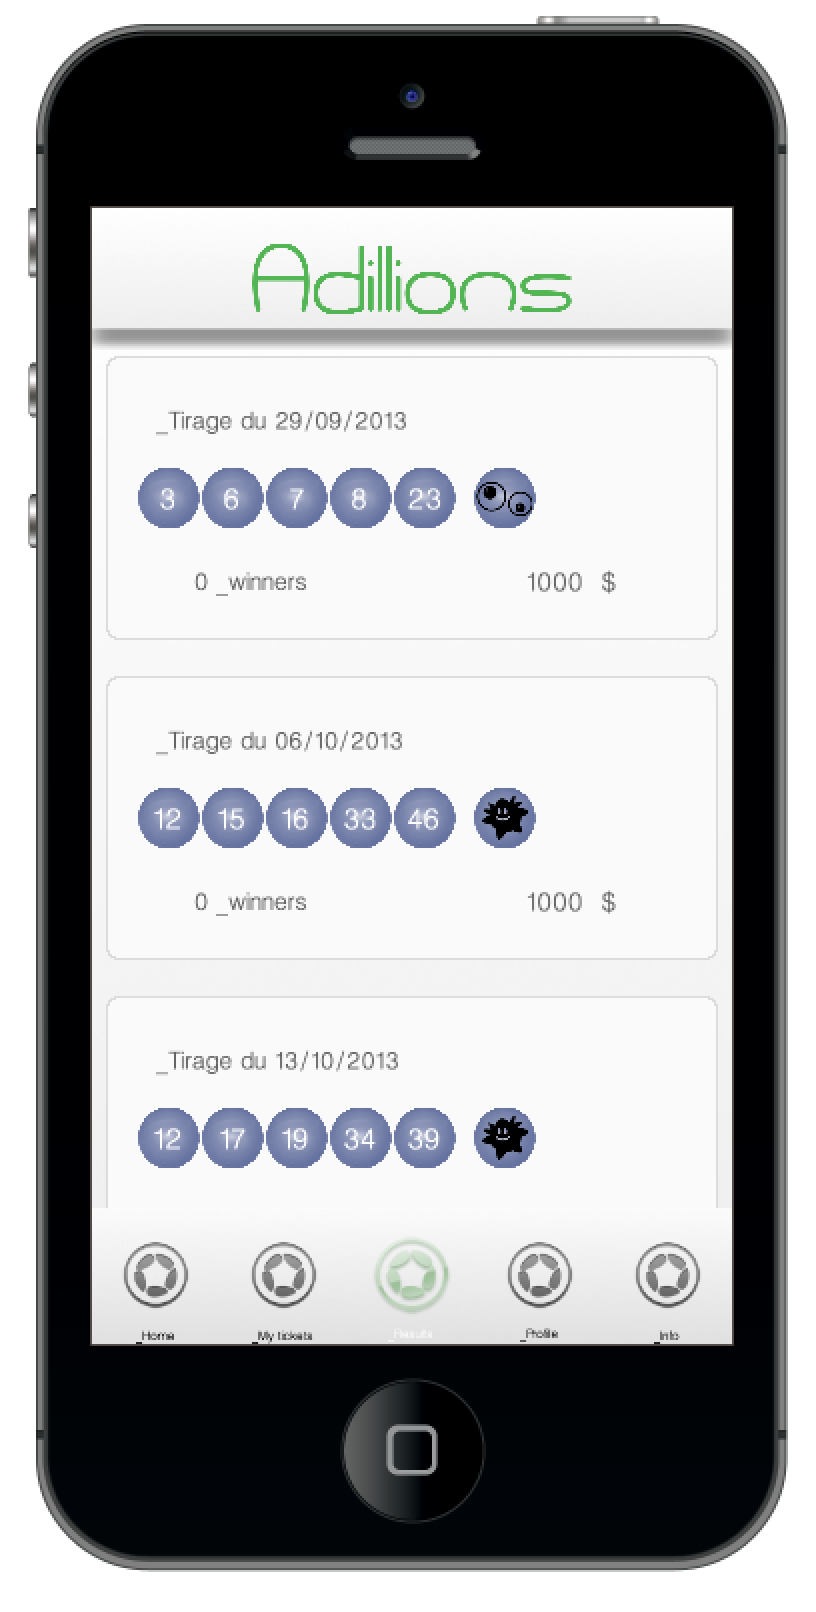 Adillions
_Tirage du 29/09/2013
3 6 7 8 23
0 _winners 1000 $
_Tirage du 06/10/2013
12 15 16 33 46
0 _winners 1000 $
_Tirage du 13/10/2013
12 17 19 34 39
_Home _My tickets _Results _Profile _Info